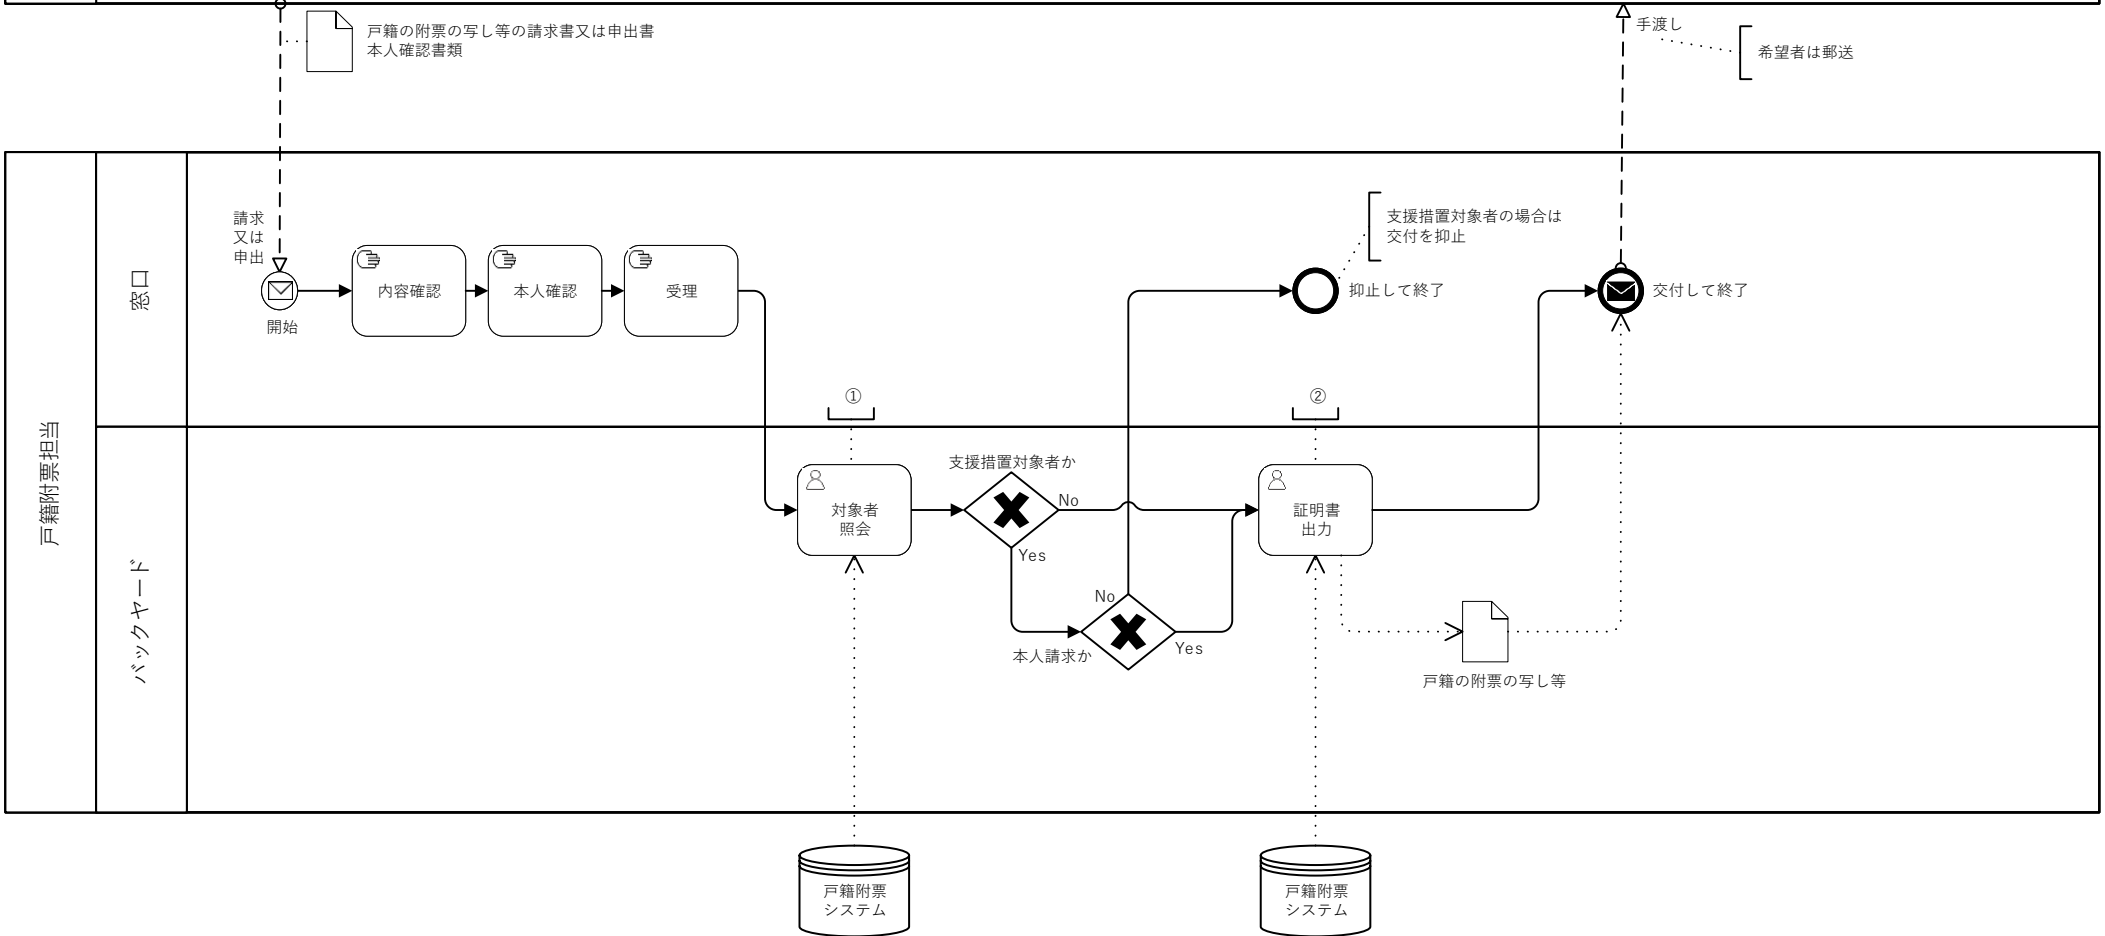 戸籍の附票の写し等の請求書又は申出書
本人確認書類
手渡し
希望者は郵送
戸籍附票担当
窓口
請求
又は
申出
開始
内容確認
本人確認
受理
支援措置対象者の場合は
交付を抑止
抑止して終了
交付して終了
①
②
バックヤード
対象者
照会
支援措置対象者か
No
Yes
本人請求か
No
Yes
証明書
出力
戸籍の附票の写し等
戸籍附票
システム
戸籍附票
システム